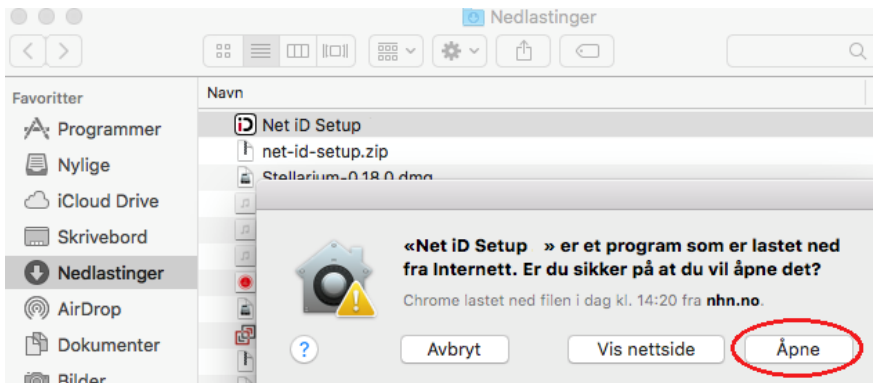 Nedlastinger
Favoritter
Programmer
Nylige
iCloud Drive
Skrivebord
Nedlastinger
AirDrop
Dokumenter
Bilder
Navn
Net iD Setup
net-id-setup.zip
Stellarium-0.18.0.dmg
«Net iD Setup » er et program som er lastet ned
fra Internett. Er du sikker på at du vil åpne det?
Chrome lastet ned filen i dag kl. 14:20 fra nhn.no.
?
Avbryt
Vis nettside
Åpne